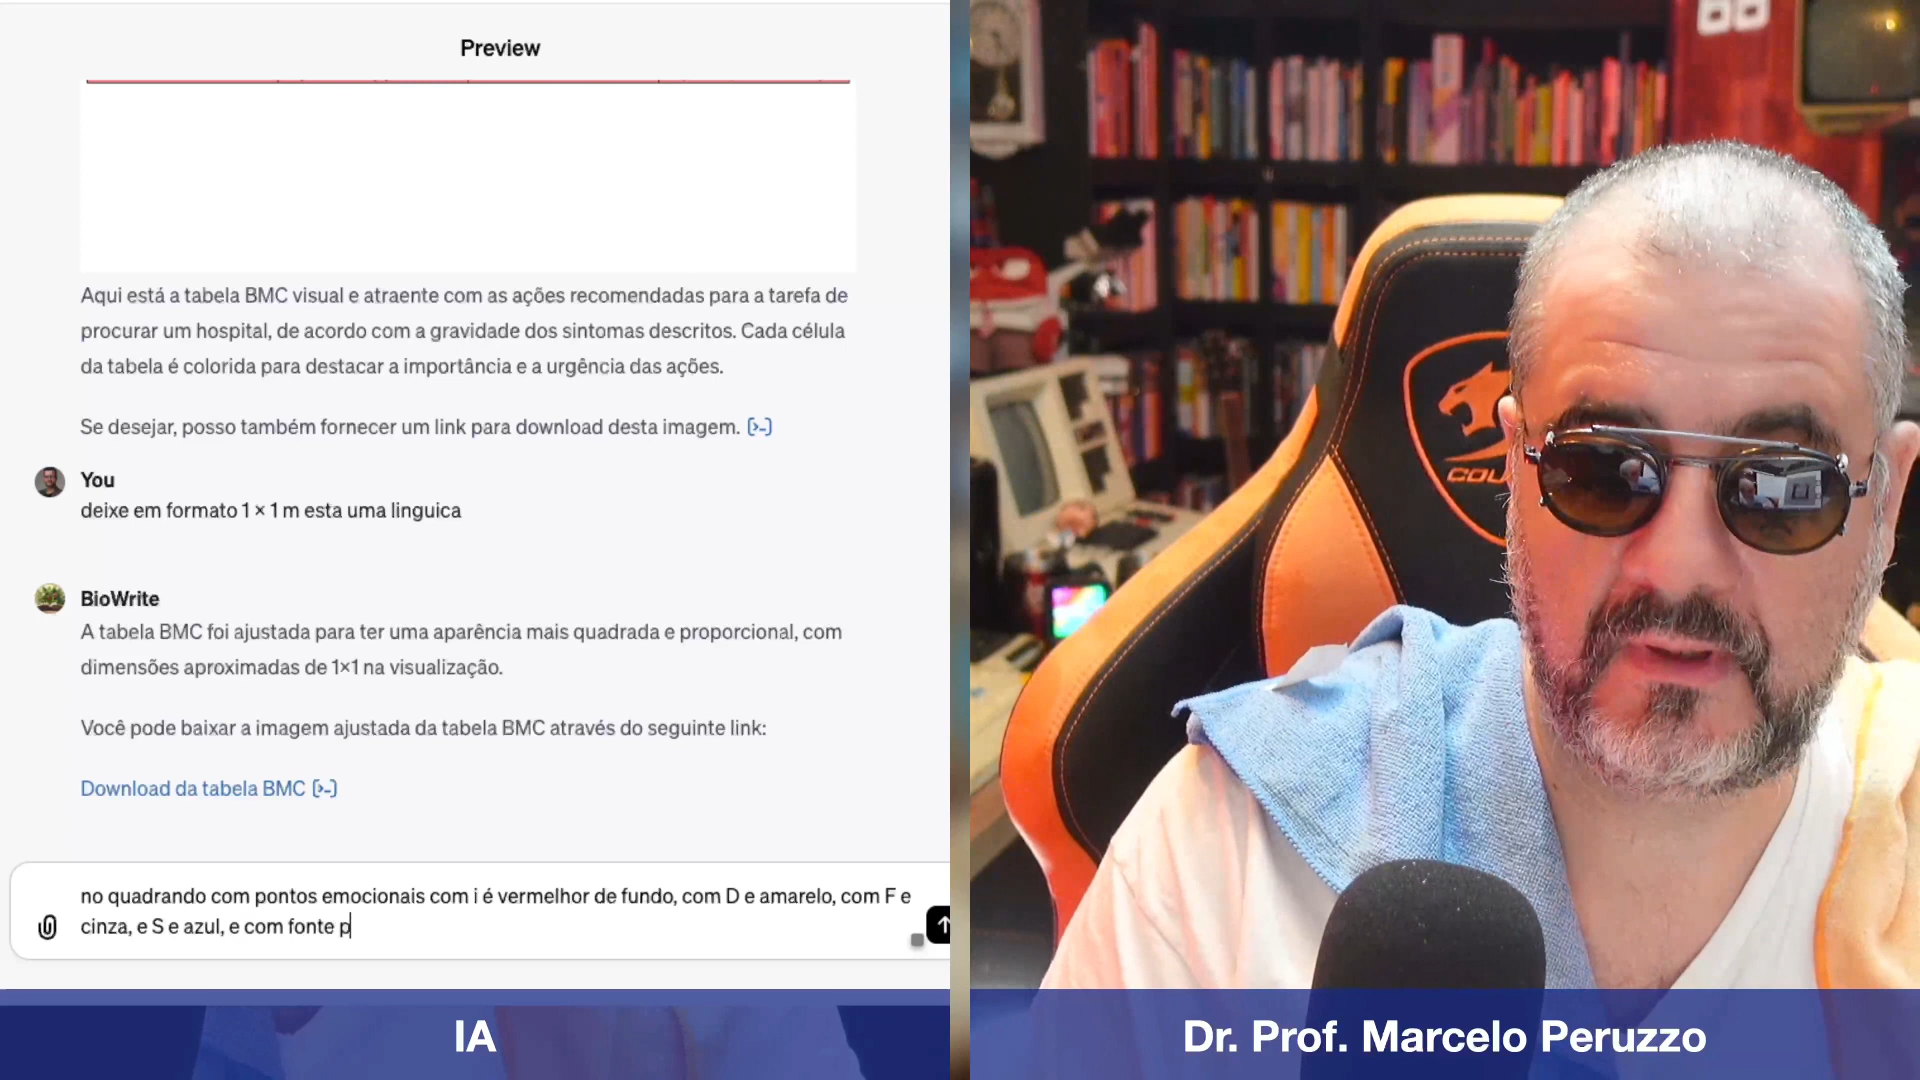 Preview
Aqui está a tabela BMC visual e atraente com as ações recomendadas para a tarefa de
procurar um hospital, de acordo com a gravidade dos sintomas descritos. Cada célula
da tabela é colorida para destacar a importância e a urgência das ações.
Se desejar, posso também fornecer um link para download desta imagem.
You
deixe em formato 1 × 1 m esta uma linguica
BioWrite
A tabela BMC foi ajustada para ter uma aparência mais quadrada e proporcional, com
dimensões aproximadas de 1×1 na visualização.
Você pode baixar a imagem ajustada da tabela BMC através do seguinte link:
Download da tabela BMC
no quadrando com pontos emocionais com i é vermelhor de fundo, com D e amarelo, com F e
cinza, e S e azul, e com fonte p
IA
Dr. Prof. Marcelo Peruzzo